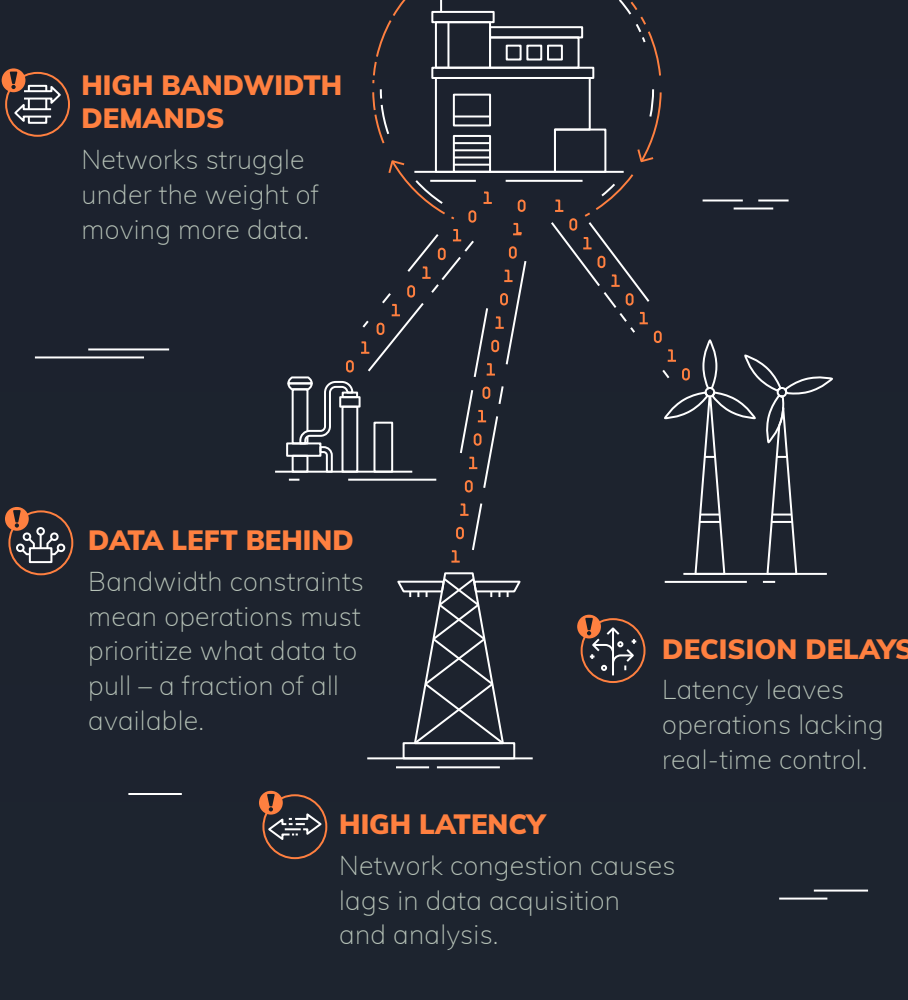 HIGH BANDWIDTH
DEMANDS
Networks struggle
under the weight of
moving more data.
DATA LEFT BEHIND
Bandwidth constraints
mean operations must
prioritize what data to
pull – a fraction of all
available.
DECISION DELAYS
Latency leaves
operations lacking
real-time control.
HIGH LATENCY
Network congestion causes
lags in data acquisition
and analysis.